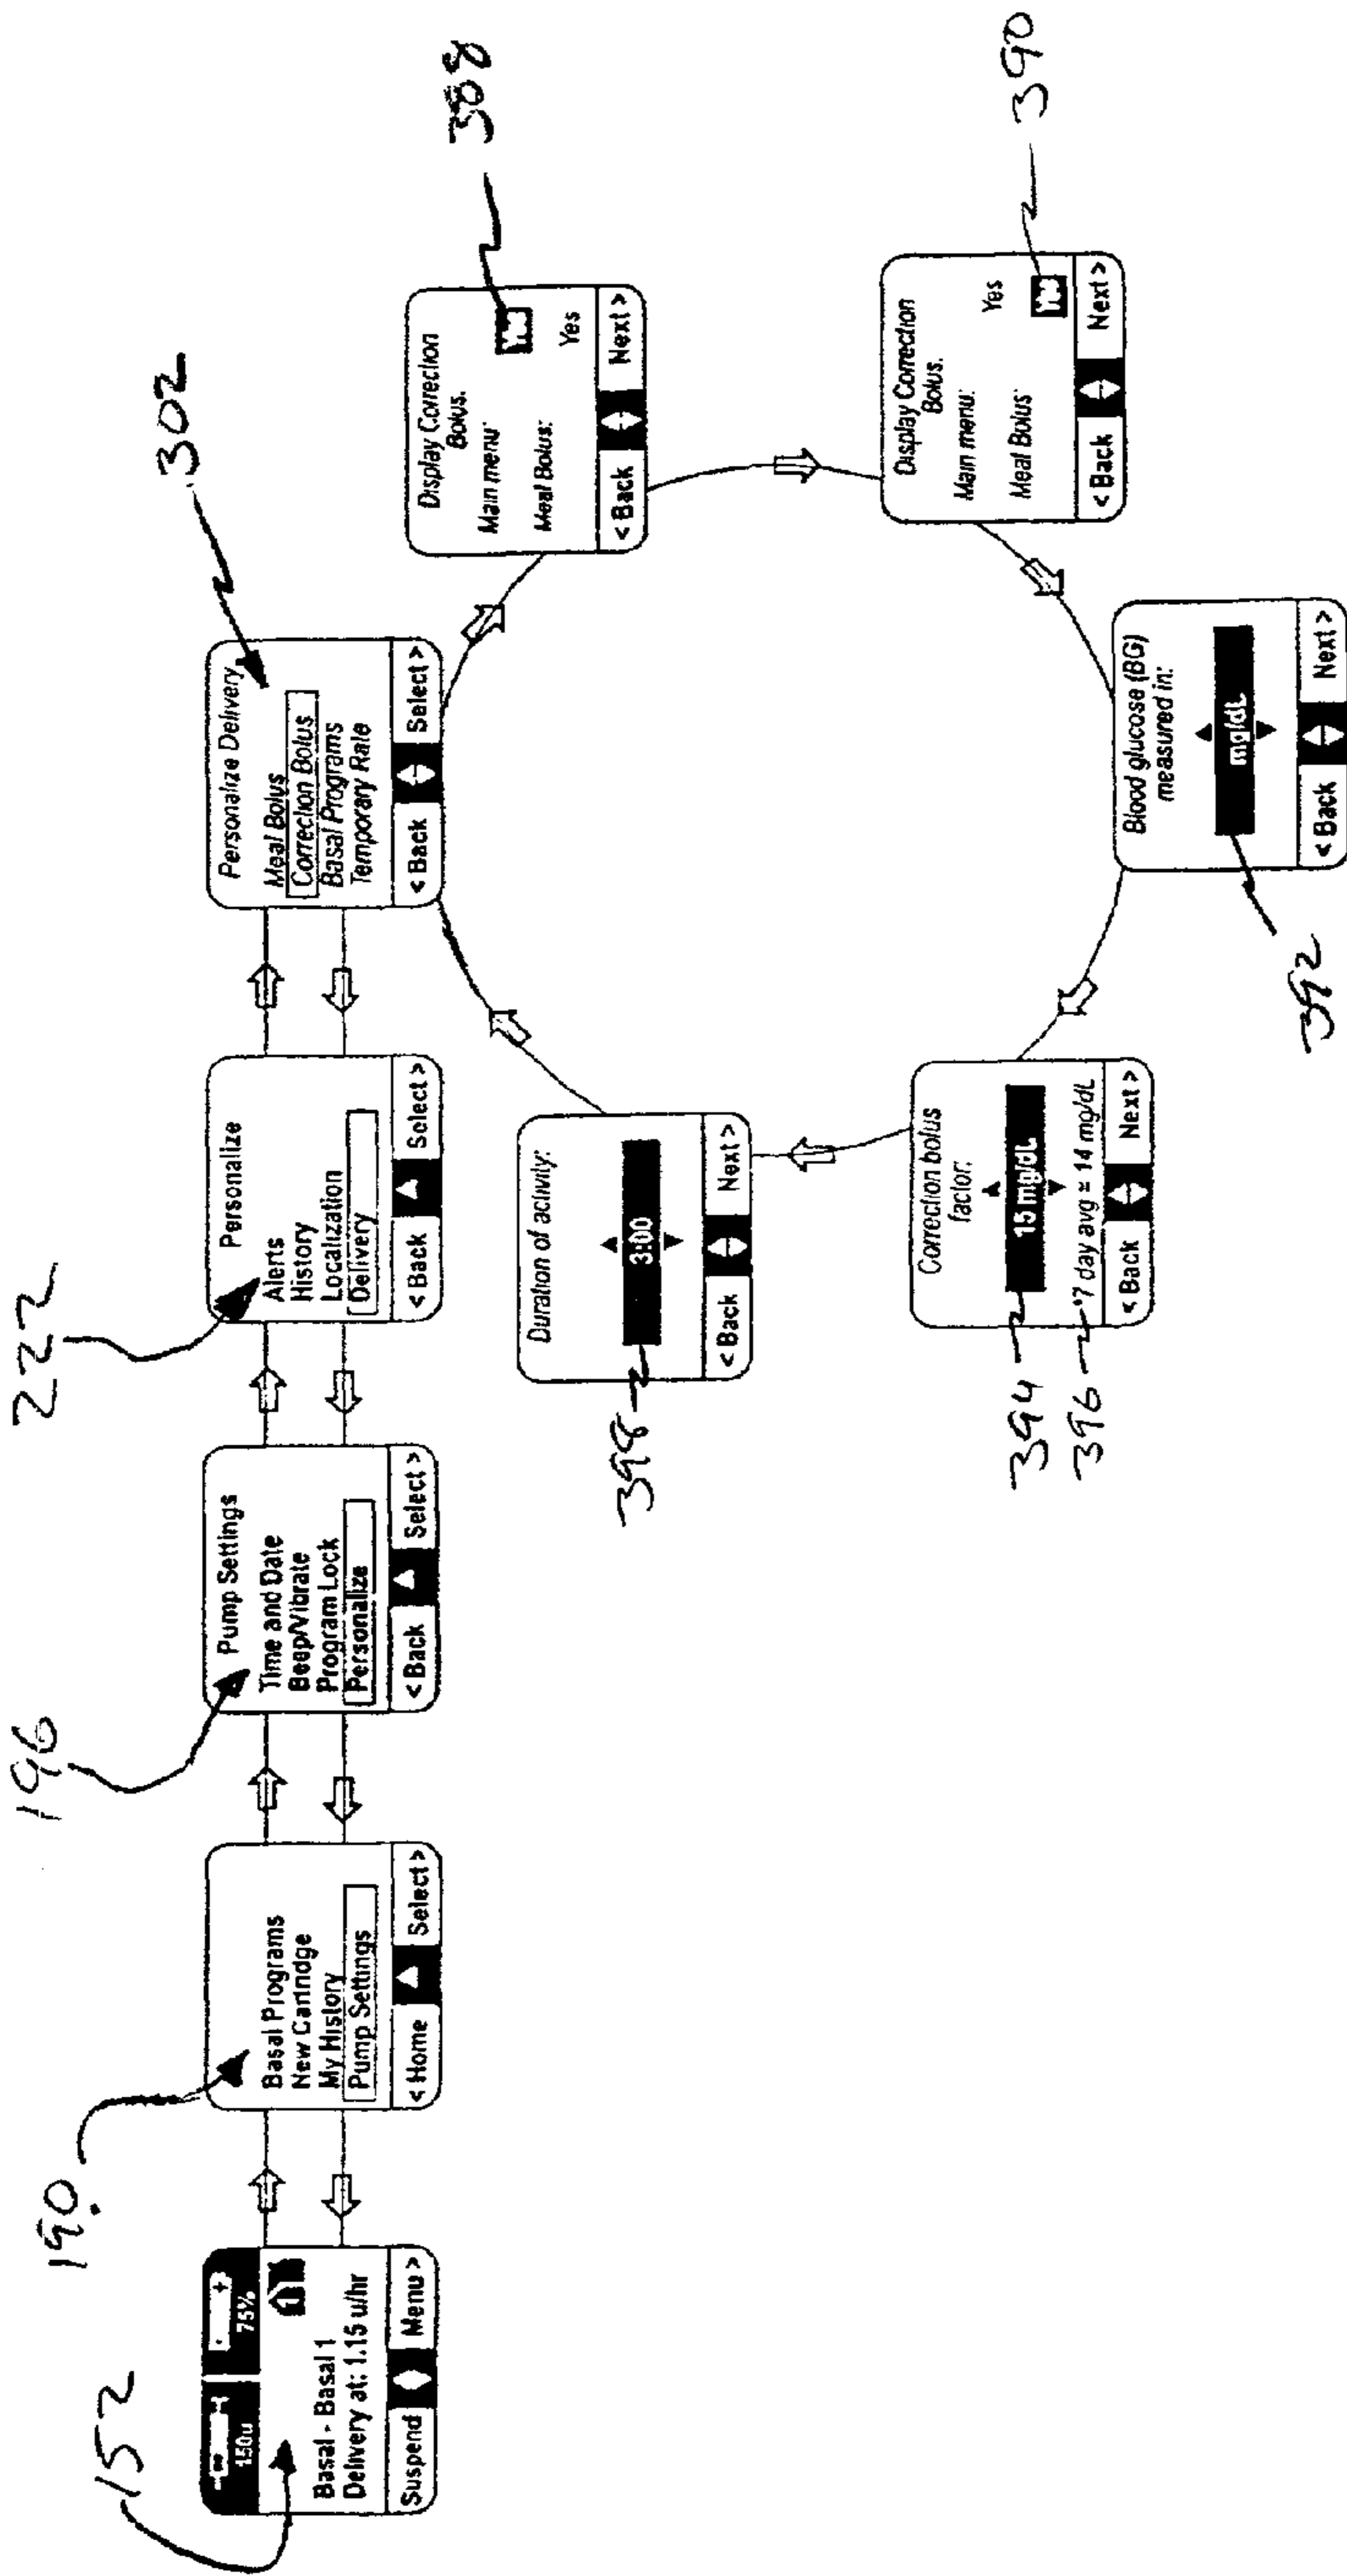 152
150u
75%
Basal - Basal 1
Delivery at: 1.15 u/hr
Suspend
Menu >
190
Basal Programs
New Cartridge
My History
Pump Settings
< Home
Select >
196
Pump Settings
Time and Date
Beep/Vibrate
Program Lock
Personalize
< Back
Select >
222
Personalize
Alerts
History
Localization
Delivery
< Back
Select >
302
Personalize Delivery
Meal Bolus
Correction Bolus
Basal Programs
Temporary Rate
< Back
Select >
388
Display Correction
Bolus.
Main menu:
Meal Bolus:
Yes
< Back
Next >
390
Display Correction
Bolus.
Main menu:
Yes
Meal Bolus:
< Back
Next >
392
Blood glucose (BG)
measured in:
mg/dL
< Back
Next >
394
396
Correction bolus
factor:
15 mg/dL
*7 day avg = 14 mg/dL
< Back
Next >
398
Duration of activity:
3:00
< Back
Next >